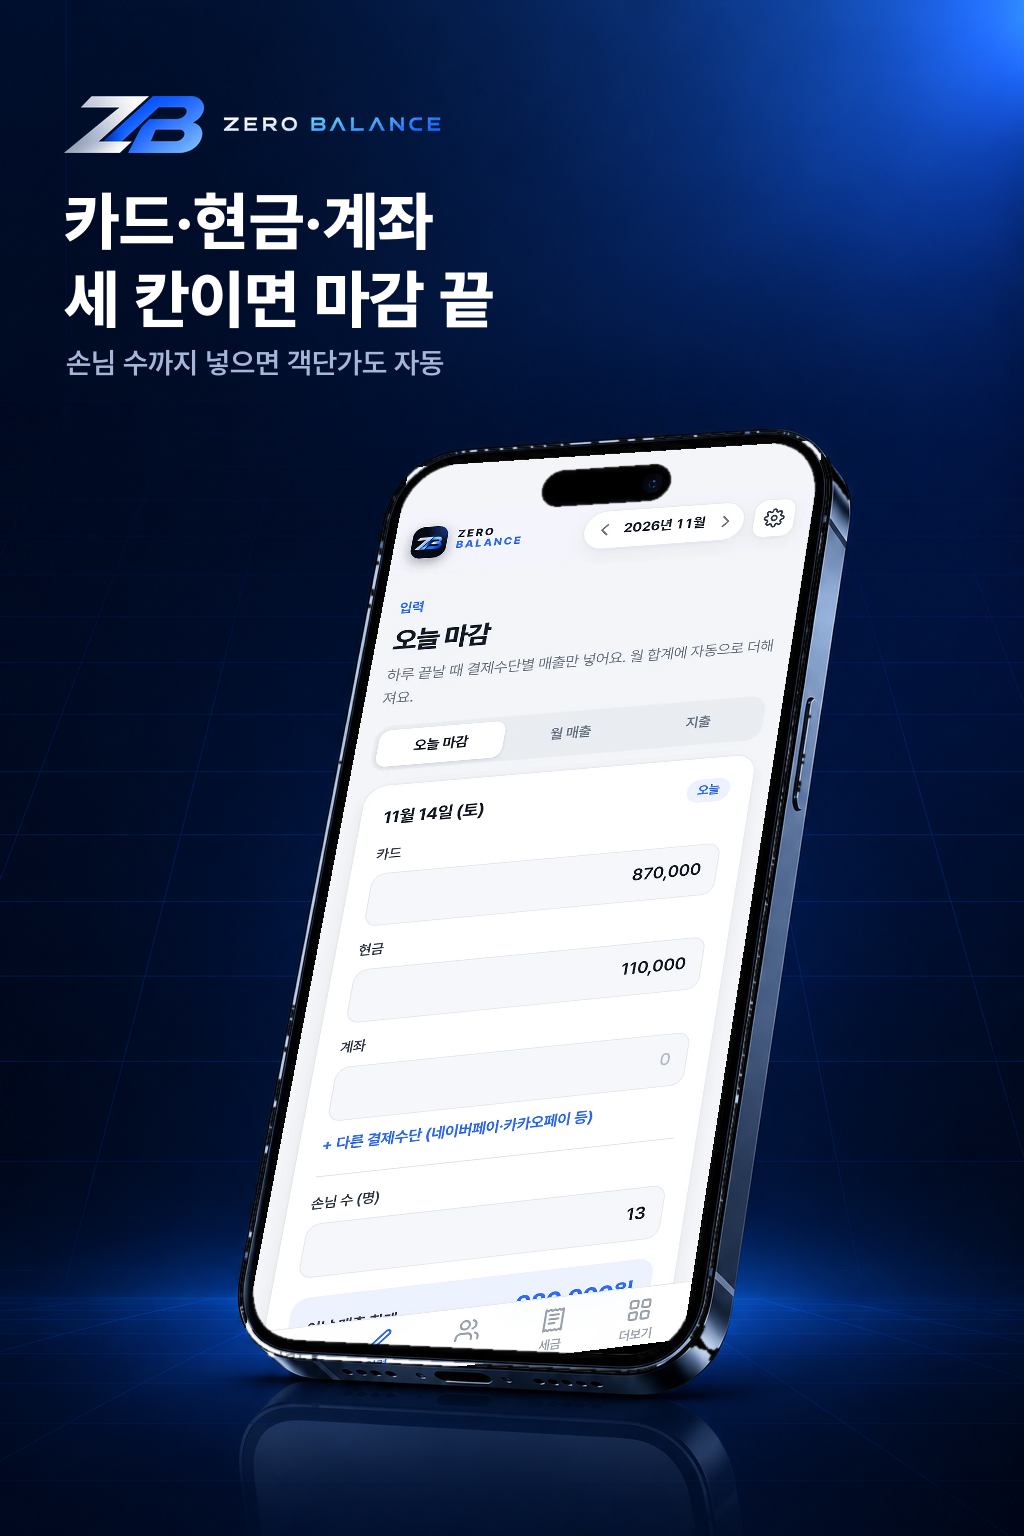 ZB ZERO BALANCE
카드·현금·계좌
세 칸이면 마감 끝
손님 수까지 넣으면 객단가도 자동
ZB ZERO BALANCE
2026년 11월
입력
오늘 마감
하루 끝날 때 결제수단별 매출만 넣어요. 월 합계에 자동으로 더해
져요.
오늘 마감 월 매출 지출
11월 14일 (토)
오늘
카드
870,000
현금
110,000
계좌
0
+ 다른 결제수단 (네이버페이·카카오페이 등)
손님 수 (명)
13
세금
더보기